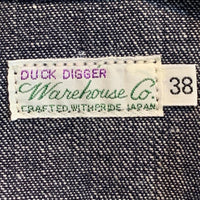 DUCK DIGGER
Warehouse Co.
CRAFTED WITH PRIDE JAPAN
38